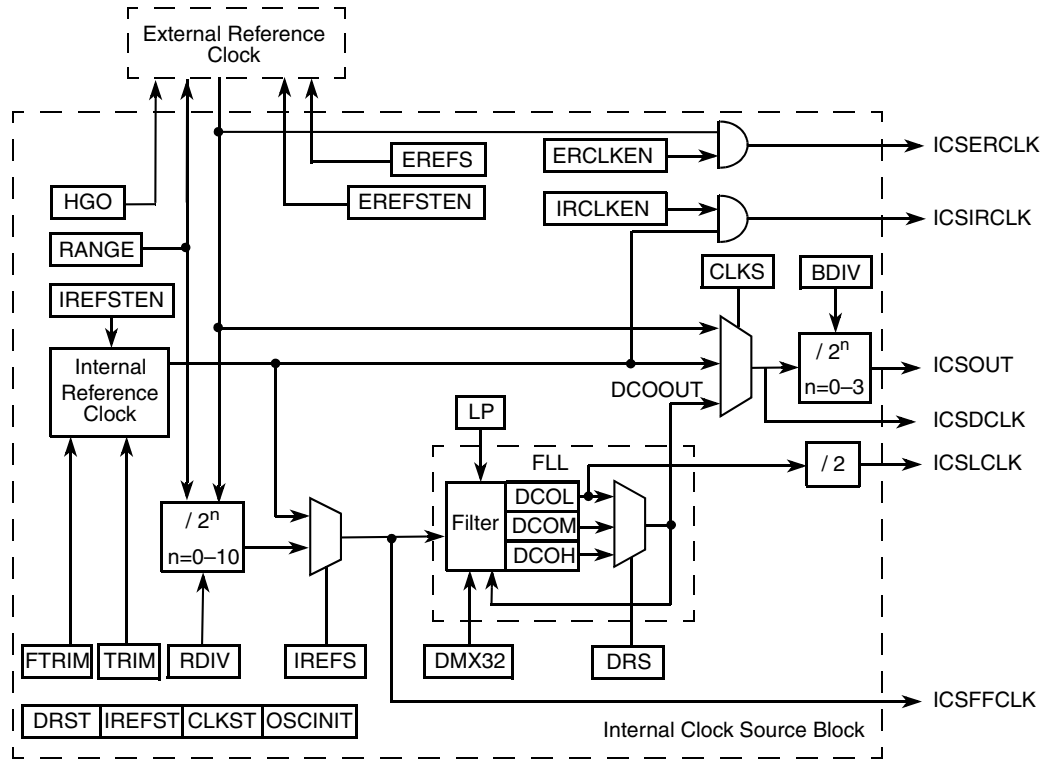 External Reference
Clock
EREFS
ERCLKEN
ICSERCLK
HGO
EREFSTEN
IRCLKEN
ICSIRCLK
RANGE
CLKS
BDIV
IREFSTEN
Internal
Reference
Clock
/ 2n
n=0–3
ICSOUT
DCOOUT
LP
ICSDCLK
FLL
/ 2
ICSLCLK
/ 2n
n=0–10
Filter
DCOL
DCOM
DCOH
FTRIM
TRIM
RDIV
IREFS
DMX32
DRS
ICSFFCLK
DRST
IREFST
CLKST
OSCINIT
Internal Clock Source Block